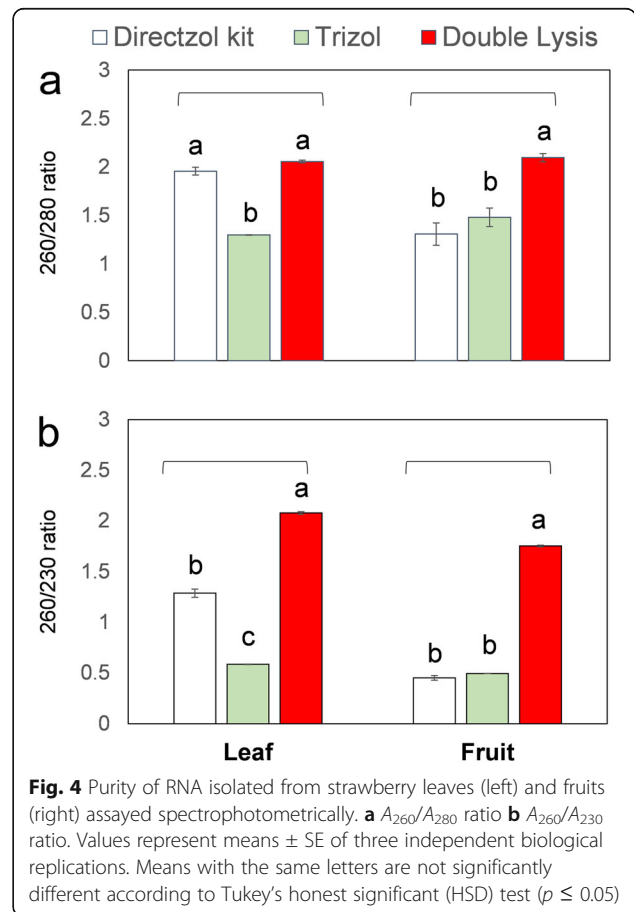 Directzol kit Trizol Double Lysis
a
3
2.5
2
1.5
1
0.5
0
260/280 ratio
a b a
b b a
b
3
2.5
2
1.5
1
0.5
0
260/230 ratio
b c a
b b a
Leaf Fruit
Fig. 4 Purity of RNA isolated from strawberry leaves (left) and fruits
(right) assayed spectrophotometrically. a A260/A280 ratio b A260/A230
ratio. Values represent means ± SE of three independent biological
replications. Means with the same letters are not significantly
different according to Tukey's honest significant (HSD) test (p ≤ 0.05)